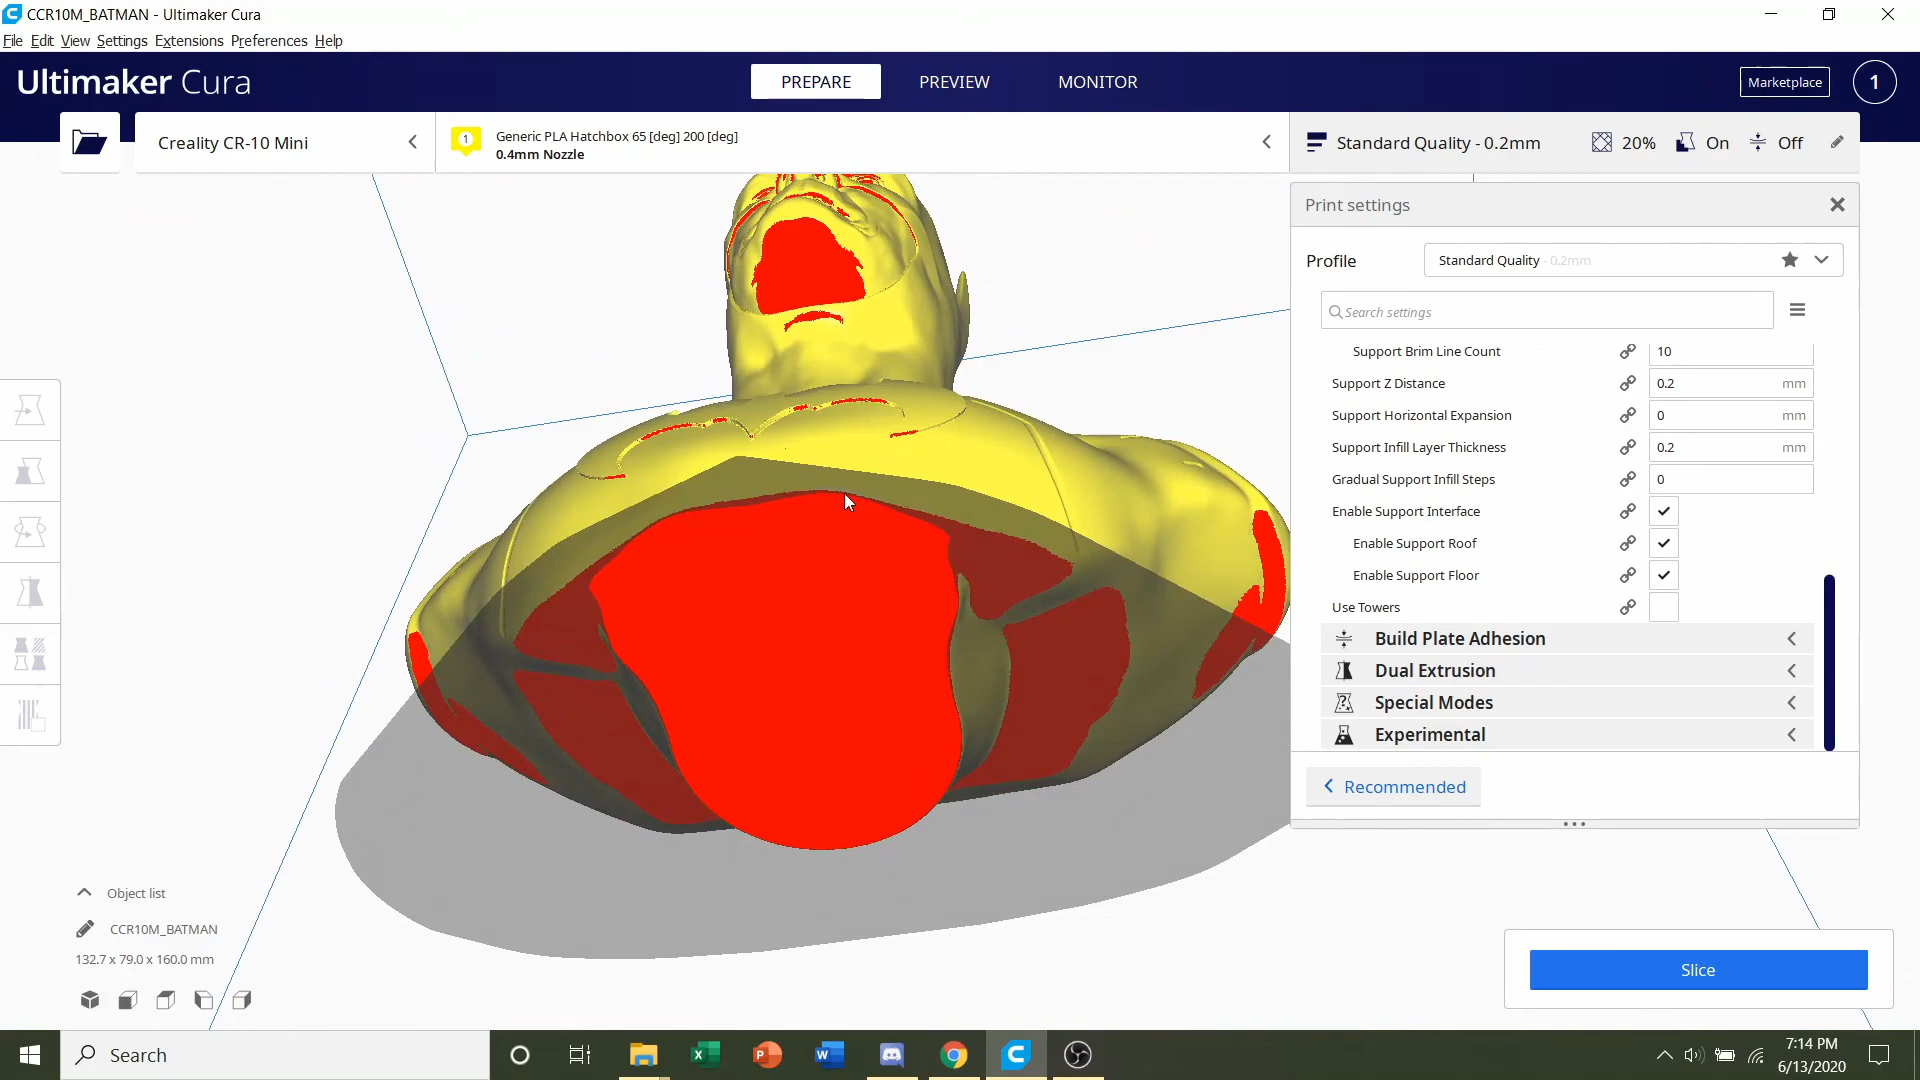 CCR10M_BATMAN - Ultimaker Cura
File Edit View Settings Extensions Preferences Help
Ultimaker Cura
PREPARE
PREVIEW
MONITOR
Marketplace
1
Creality CR-10 Mini
1
Generic PLA Hatchbox 65 [deg] 200 [deg]
0.4mm Nozzle
Standard Quality - 0.2mm
20%
On
Off
Print settings
Profile
Standard Quality - 0.2mm
Search settings
Support Brim Line Count
10
Support Z Distance
0.2 mm
Support Horizontal Expansion
0 mm
Support Infill Layer Thickness
0.2 mm
Gradual Support Infill Steps
0
Enable Support Interface
Enable Support Roof
Enable Support Floor
Use Towers
Build Plate Adhesion
Dual Extrusion
Special Modes
Experimental
Recommended
Object list
CCR10M_BATMAN
132.7 x 79.0 x 160.0 mm
Slice
Search
7:14 PM
6/13/2020